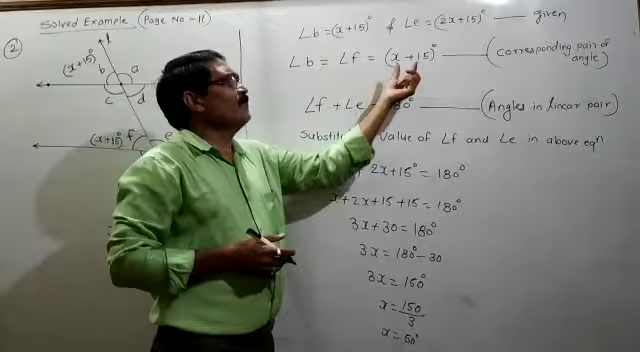 Solved Example (Page No - 11)
2
l
(x+15)°
b a
c d
(x+15)° f e
∠b = (x+15)° & ∠e = (2x+15)° — given
∠b = ∠f = (x +15)° — (Corresponding pair of angle)
∠f + ∠e = 180° — (Angles in linear pair)
Substitute Value of ∠f and ∠e in above eqn
+ 2x+15° = 180°
x+2x+15+15 = 180°
3x+30 = 180°
3x = 180° - 30
3x = 150°
x = 150/3
x = 50°